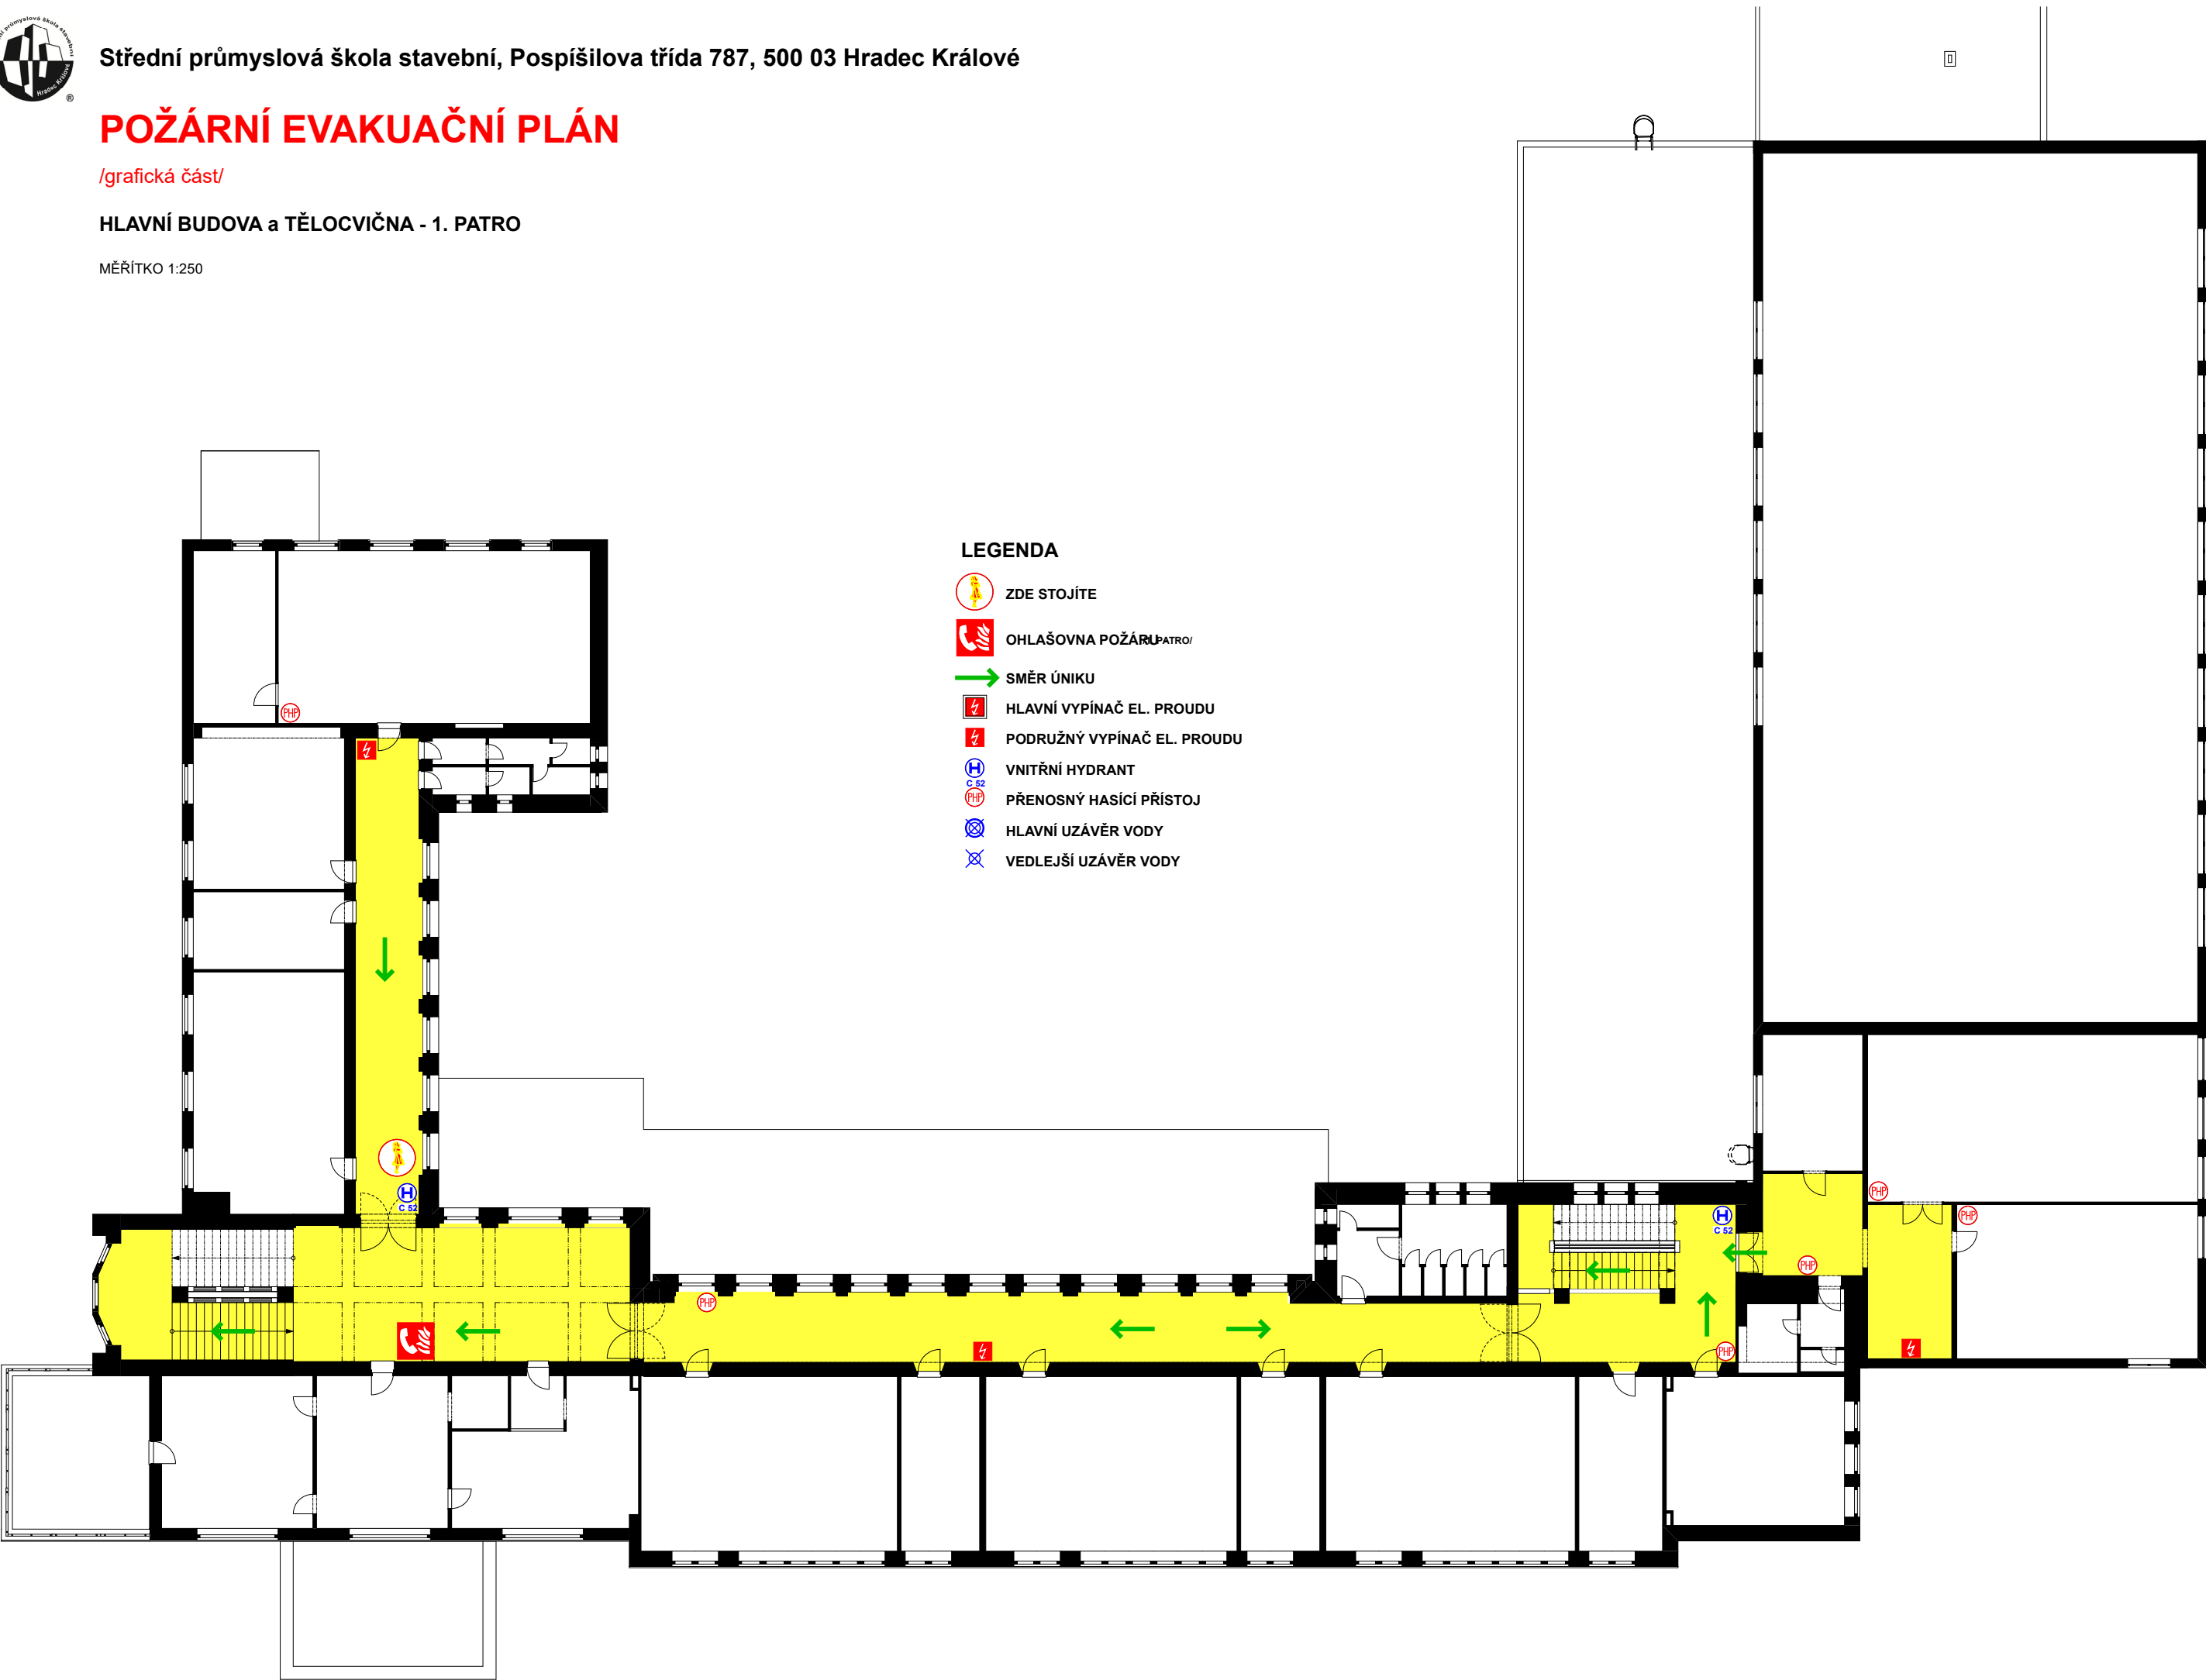 Střední průmyslová škola stavební, Pospíšilova třída 787, 500 03 Hradec Králové
®
POŽÁRNÍ EVAKUAČNÍ PLÁN
/grafická část/
HLAVNÍ BUDOVA a TĚLOCVIČNA - 1. PATRO
MĚŘÍTKO 1:250
LEGENDA
ZDE STOJÍTE
OHLAŠOVNA POŽÁRU PATRO/
SMĚR ÚNIKU
HLAVNÍ VYPÍNAČ EL. PROUDU
PODRUŽNÝ VYPÍNAČ EL. PROUDU
H VNITŘNÍ HYDRANT
C 52
PHP PŘENOSNÝ HASÍCÍ PŘÍSTOJ
HLAVNÍ UZÁVĚR VODY
VEDLEJŠÍ UZÁVĚR VODY
PHP
H
C 52
PHP
H
C 52
PHP
PHP
PHP
PHP